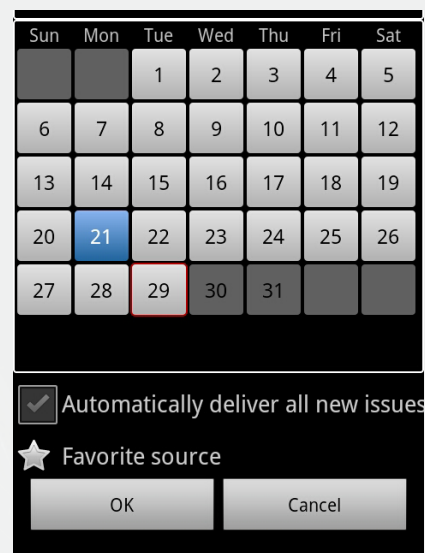 Sun Mon Tue Wed Thu Fri Sat
1 2 3 4 5
6 7 8 9 10 11 12
13 14 15 16 17 18 19
20 21 22 23 24 25 26
27 28 29 30 31
Automatically deliver all new issues
Favorite source
OK Cancel